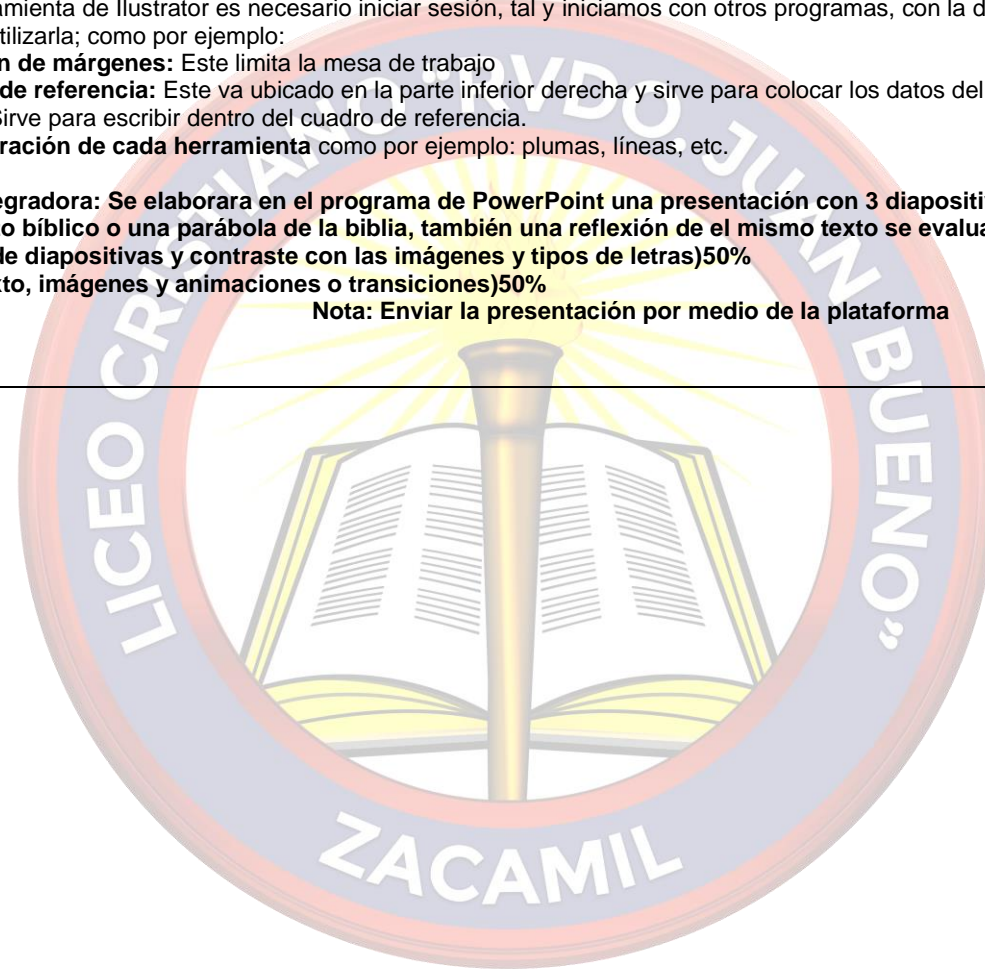 amienta de Ilustrator es necesario iniciar sesión, tal y iniciamos con otros programas, con la d
tilizarla; como por ejemplo:
n de márgenes: Este limita la mesa de trabajo
de referencia: Este va ubicado en la parte inferior derecha y sirve para colocar los datos del
Sirve para escribir dentro del cuadro de referencia.
ración de cada herramienta como por ejemplo: plumas, líneas, etc.
egradora: Se elaborara en el programa de PowerPoint una presentación con 3 diapositi
o bíblico o una parábola de la biblia, también una reflexión de el mismo texto se evalua
de diapositivas y contraste con las imágenes y tipos de letras)50%
xto, imágenes y animaciones o transiciones)50%
Nota: Enviar la presentación por medio de la plataforma
LICEO CRISTIANO "RVDO. JUAN BUENO"
ZACAMIL